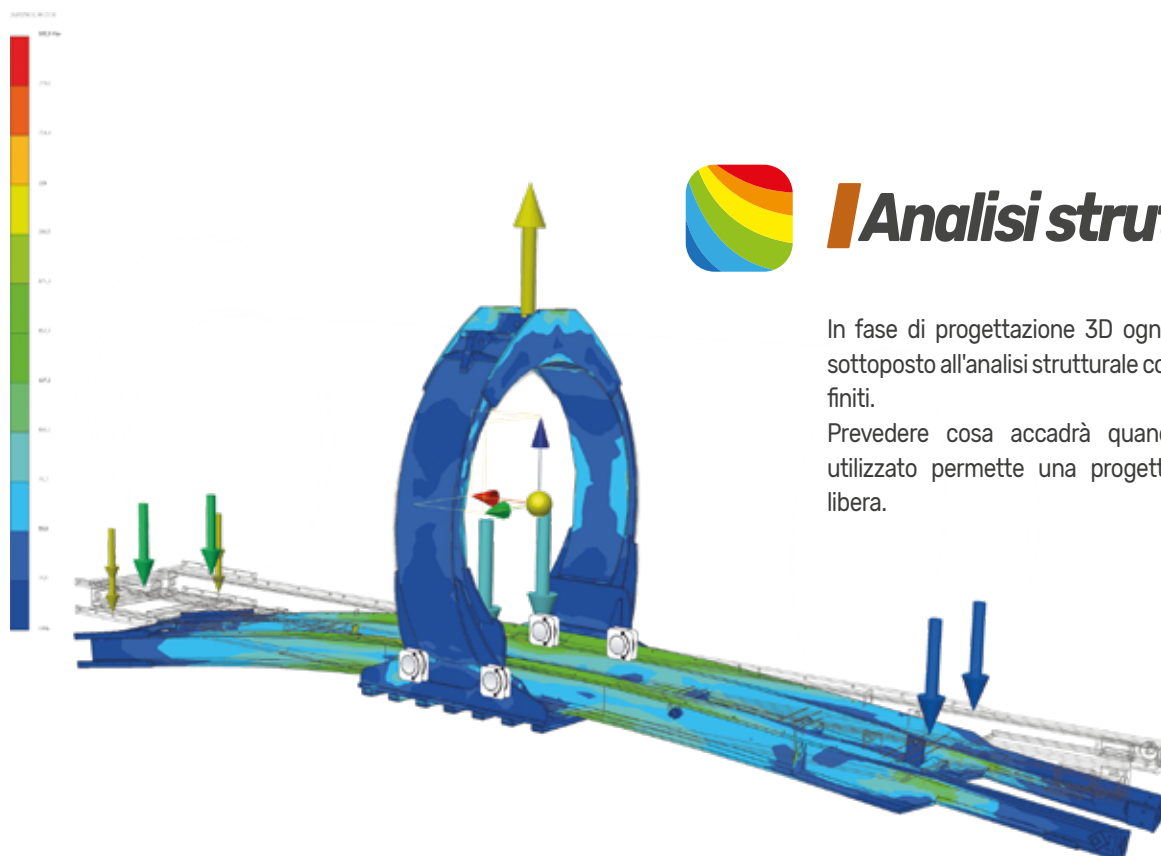 Analisi strut
In fase di progettazione 3D ogn
sottoposto all'analisi strutturale co
finiti.
Prevedere cosa accadrà quand
utilizzato permette una progett
libera.